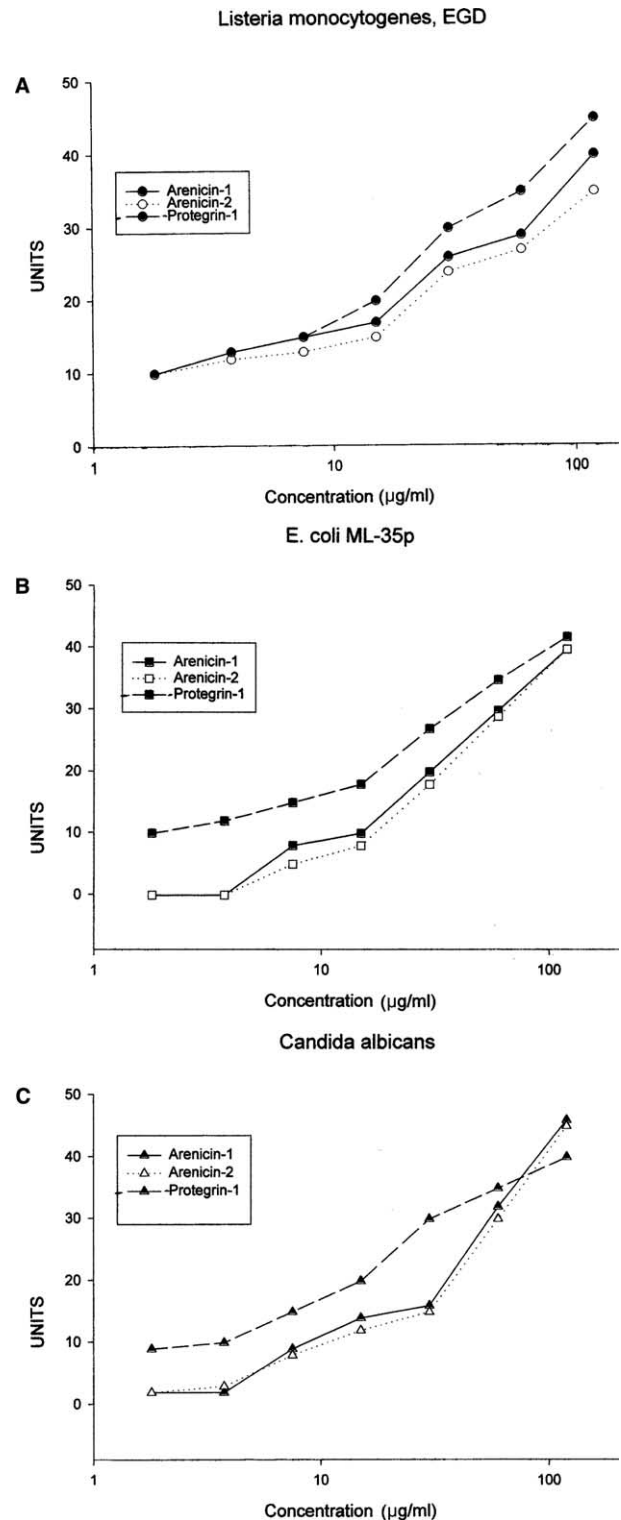 Listeria monocytogenes, EGD
A
50
40
30
20
10
0
UNITS
Arenicin-1
Arenicin-2
Protegrin-1
1
10
100
Concentration (µg/ml)
E. coli ML-35p
B
50
40
30
20
10
0
UNITS
Arenicin-1
Arenicin-2
Protegrin-1
1
10
100
Concentration (µg/ml)
Candida albicans
C
50
40
30
20
10
0
UNITS
Arenicin-1
Arenicin-2
Protegrin-1
1
10
100
Concentration (µg/ml)